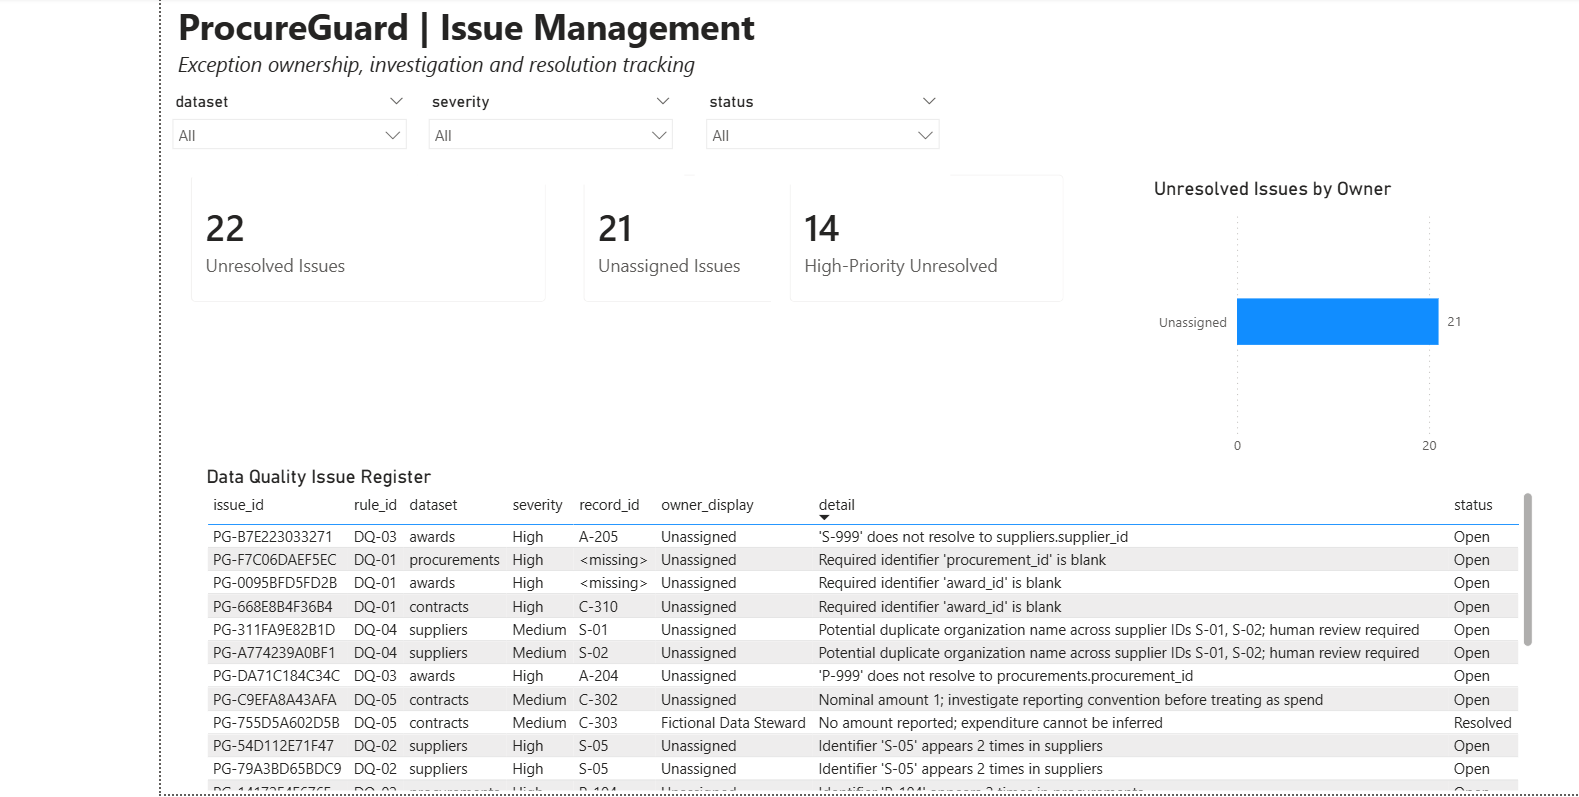 ProcureGuard | Issue Management
Exception ownership, investigation and resolution tracking
dataset severity status
All All All
22 21 14
Unresolved Issues Unassigned Issues High-Priority Unresolved
Unresolved Issues by Owner
Unassigned 21
0 20
Data Quality Issue Register
issue_id rule_id dataset severity record_id owner_display detail status
PG-B7E223033271 DQ-03 awards High A-205 Unassigned 'S-999' does not resolve to suppliers.supplier_id Open
PG-F7C06DAEF5EC DQ-01 procurements High <missing> Unassigned Required identifier 'procurement_id' is blank Open
PG-0095BFD5FD2B DQ-01 awards High <missing> Unassigned Required identifier 'award_id' is blank Open
PG-668E8B4F36B4 DQ-01 contracts High C-310 Unassigned Required identifier 'award_id' is blank Open
PG-311FA9E82B1D DQ-04 suppliers Medium S-01 Unassigned Potential duplicate organization name across supplier IDs S-01, S-02; human review required Open
PG-A774239A0BF1 DQ-04 suppliers Medium S-02 Unassigned Potential duplicate organization name across supplier IDs S-01, S-02; human review required Open
PG-DA71C184C34C DQ-03 awards High A-204 Unassigned 'P-999' does not resolve to procurements.procurement_id Open
PG-C9EFA8A43AFA DQ-05 contracts Medium C-302 Unassigned Nominal amount 1; investigate reporting convention before treating as spend Open
PG-755D5A602D5B DQ-05 contracts Medium C-303 Fictional Data Steward No amount reported; expenditure cannot be inferred Resolved
PG-54D112E71F47 DQ-02 suppliers High S-05 Unassigned Identifier 'S-05' appears 2 times in suppliers Open
PG-79A3BD65BDC9 DQ-02 suppliers High S-05 Unassigned Identifier 'S-05' appears 2 times in suppliers Open